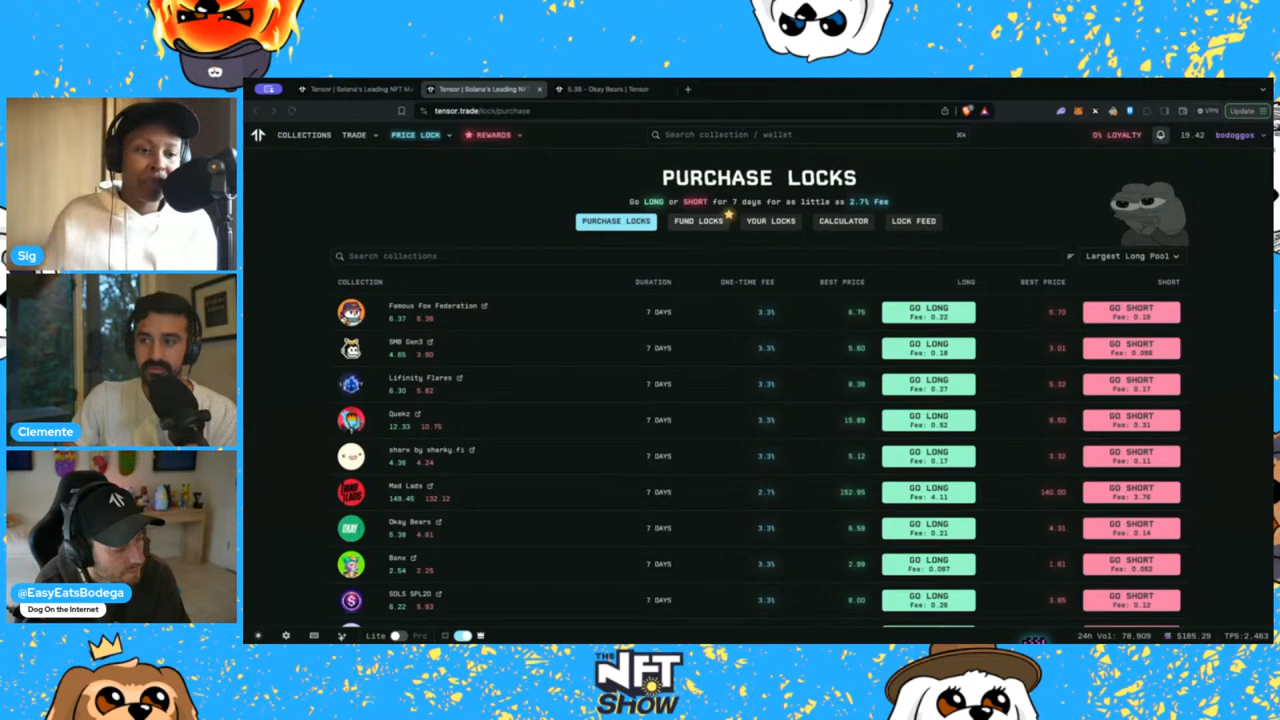 Tensor | Solana's Leading NFT Ma
Tensor | Solana's Leading NF
5.38 - Okay Bears | Tensor
tensor.trade/lock/purchase
VPN
Update
COLLECTIONS
TRADE
PRICE LOCK
REWARDS
Search collection / wallet
0% LOYALTY
19.42
bodoggos
PURCHASE LOCKS
Go LONG or SHORT for 7 days for as little as 2.7% Fee
PURCHASE LOCKS
FUND LOCKS
YOUR LOCKS
CALCULATOR
LOCK FEED
Search collections
Largest Long Pool
COLLECTION DURATION ONE-TIME FEE BEST PRICE LONG BEST PRICE SHORT
Famous Fox Federation
6.37 6.36
7 DAYS 3.3% 6.75
GO LONG
Fee: 0.22
5.70
GO SHORT
Fee: 0.19
SMB Gen3
4.65 3.90
7 DAYS 3.3% 5.60
GO LONG
Fee: 0.18
3.01
GO SHORT
Fee: 0.099
Lifinity Flares
6.30 5.82
7 DAYS 3.3% 8.38
GO LONG
Fee: 0.27
5.32
GO SHORT
Fee: 0.17
Quekz
12.33 10.75
7 DAYS 3.3% 15.89
GO LONG
Fee: 0.52
9.50
GO SHORT
Fee: 0.31
sharx by sharky.fi
4.36 4.24
7 DAYS 3.3% 5.12
GO LONG
Fee: 0.17
3.32
GO SHORT
Fee: 0.11
MAD LADS
Mad Lads
149.45 132.12
7 DAYS 2.7% 152.95
GO LONG
Fee: 4.11
140.00
GO SHORT
Fee: 3.76
OKAY
Okay Bears
5.38 4.81
7 DAYS 3.3% 6.58
GO LONG
Fee: 0.21
4.31
GO SHORT
Fee: 0.14
Banx
2.54 2.25
7 DAYS 3.3% 2.99
GO LONG
Fee: 0.097
1.61
GO SHORT
Fee: 0.052
SOLS SPL20
6.22 5.93
7 DAYS 3.3% 8.00
GO LONG
Fee: 0.26
3.65
GO SHORT
Fee: 0.12
Lite
Pro
24h Vol: 78,909
$185.29
TPS:2,463
Sig
Clemente
@EasyEatsBodega
Dog On the Internet
THE
NFT
SHOW